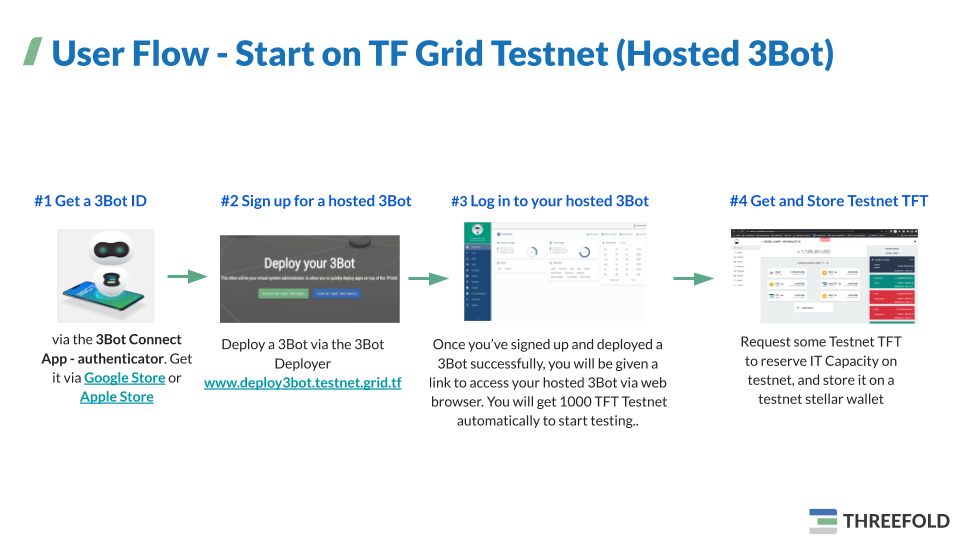 User Flow - Start on TF Grid Testnet (Hosted 3Bot)
#1 Get a 3Bot ID
via the 3Bot Connect
App - authenticator. Get
it via Google Store or
Apple Store
#2 Sign up for a hosted 3Bot
Deploy your 3Bot
Deploy a 3Bot via the 3Bot
Deployer
www.deploy3bot.testnet.grid.tf
#3 Log in to your hosted 3Bot
Once you’ve signed up and deployed a
3Bot successfully, you will be given a
link to access your hosted 3Bot via web
browser. You will get 1000 TFT Testnet
automatically to start testing..
#4 Get and Store Testnet TFT
Request some Testnet TFT
to reserve IT Capacity on
testnet, and store it on a
testnet stellar wallet
THREEFOLD